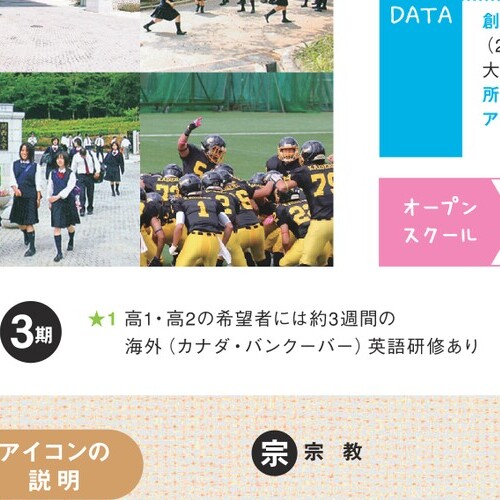 DATA
創
(2
大
所
ア
オープン
スクール
3期
★1 高1・高2の希望者には約3週間の
海外（カナダ・バンクーバー）英語研修あり
アイコンの
説明
宗 宗 教